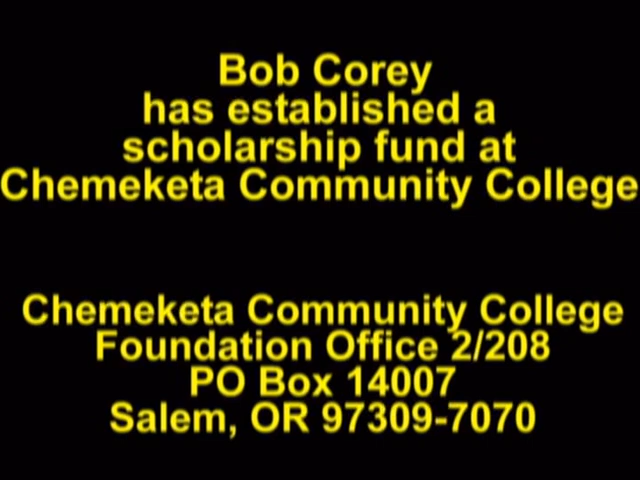 Bob Corey
has established a
scholarship fund at
Chemeketa Community College
Chemeketa Community College
Foundation Office 2/208
PO Box 14007
Salem, OR 97309-7070